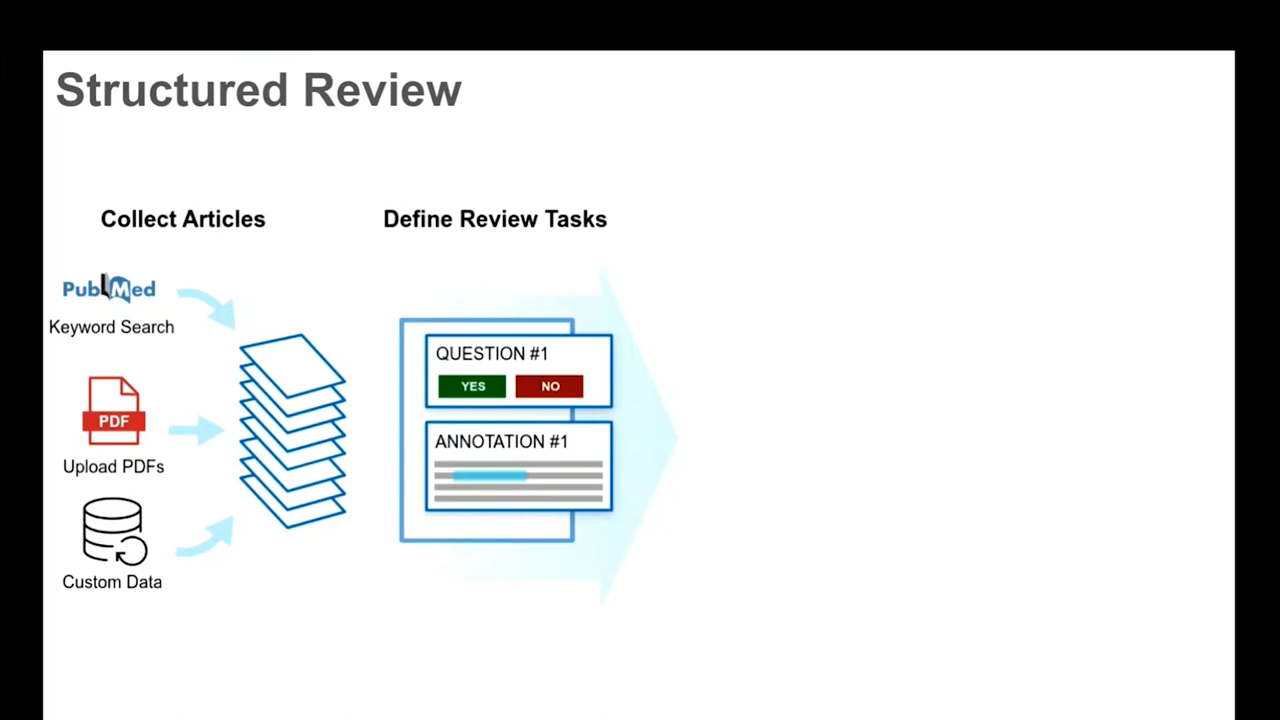 Structured Review
Collect Articles
Define Review Tasks
PubMed
Keyword Search
PDF
Upload PDFs
Custom Data
QUESTION #1
YES NO
ANNOTATION #1